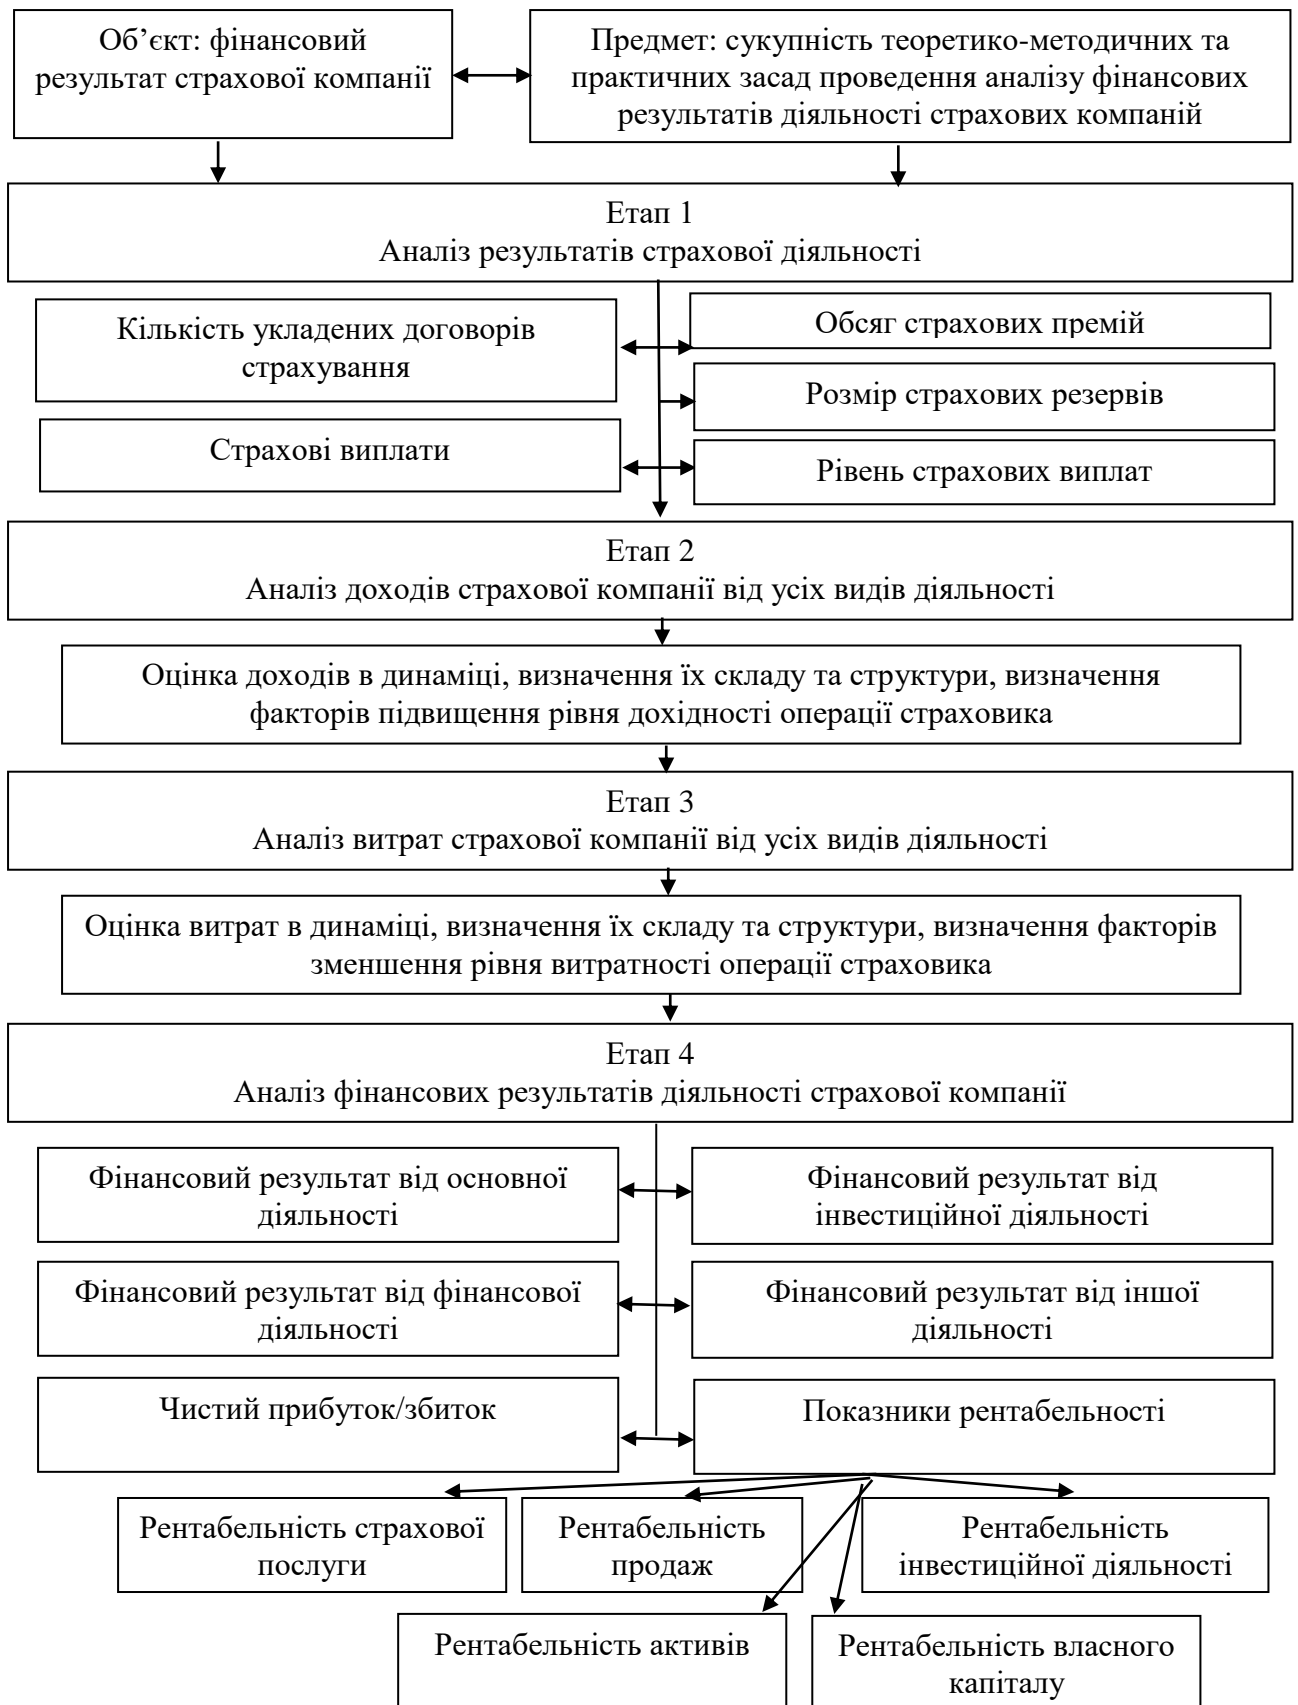 Об’єкт: фінансовий
результат страхової компанії
Предмет: сукупність теоретико-методичних та
практичних засад проведення аналізу фінансових
результатів діяльності страхових компаній
Етап 1
Аналіз результатів страхової діяльності
Кількість укладених договорів
страхування
Обсяг страхових премій
Розмір страхових резервів
Страхові виплати
Рівень страхових виплат
Етап 2
Аналіз доходів страхової компанії від усіх видів діяльності
Оцінка доходів в динаміці, визначення їх складу та структури, визначення
факторів підвищення рівня дохідності операції страховика
Етап 3
Аналіз витрат страхової компанії від усіх видів діяльності
Оцінка витрат в динаміці, визначення їх складу та структури, визначення факторів
зменшення рівня витратності операції страховика
Етап 4
Аналіз фінансових результатів діяльності страхової компанії
Фінансовий результат від основної
діяльності
Фінансовий результат від
інвестиційної діяльності
Фінансовий результат від фінансової
діяльності
Фінансовий результат від іншої
діяльності
Чистий прибуток/збиток
Показники рентабельності
Рентабельність страхової
послуги
Рентабельність
продаж
Рентабельність
інвестиційної діяльності
Рентабельність активів
Рентабельність власного
капіталу